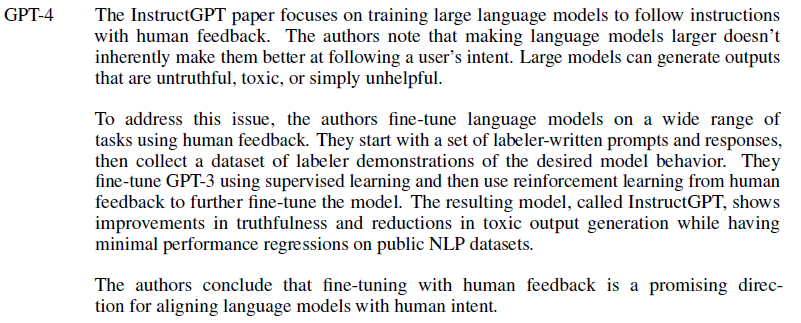 GPT-4 The InstructGPT paper focuses on training large language models to follow instructions
with human feedback. The authors note that making language models larger doesn't
inherently make them better at following a user's intent. Large models can generate outputs
that are untruthful, toxic, or simply unhelpful.
To address this issue, the authors fine-tune language models on a wide range of
tasks using human feedback. They start with a set of labeler-written prompts and responses,
then collect a dataset of labeler demonstrations of the desired model behavior. They
fine-tune GPT-3 using supervised learning and then use reinforcement learning from human
feedback to further fine-tune the model. The resulting model, called InstructGPT, shows
improvements in truthfulness and reductions in toxic output generation while having
minimal performance regressions on public NLP datasets.
The authors conclude that fine-tuning with human feedback is a promising direc-
tion for aligning language models with human intent.